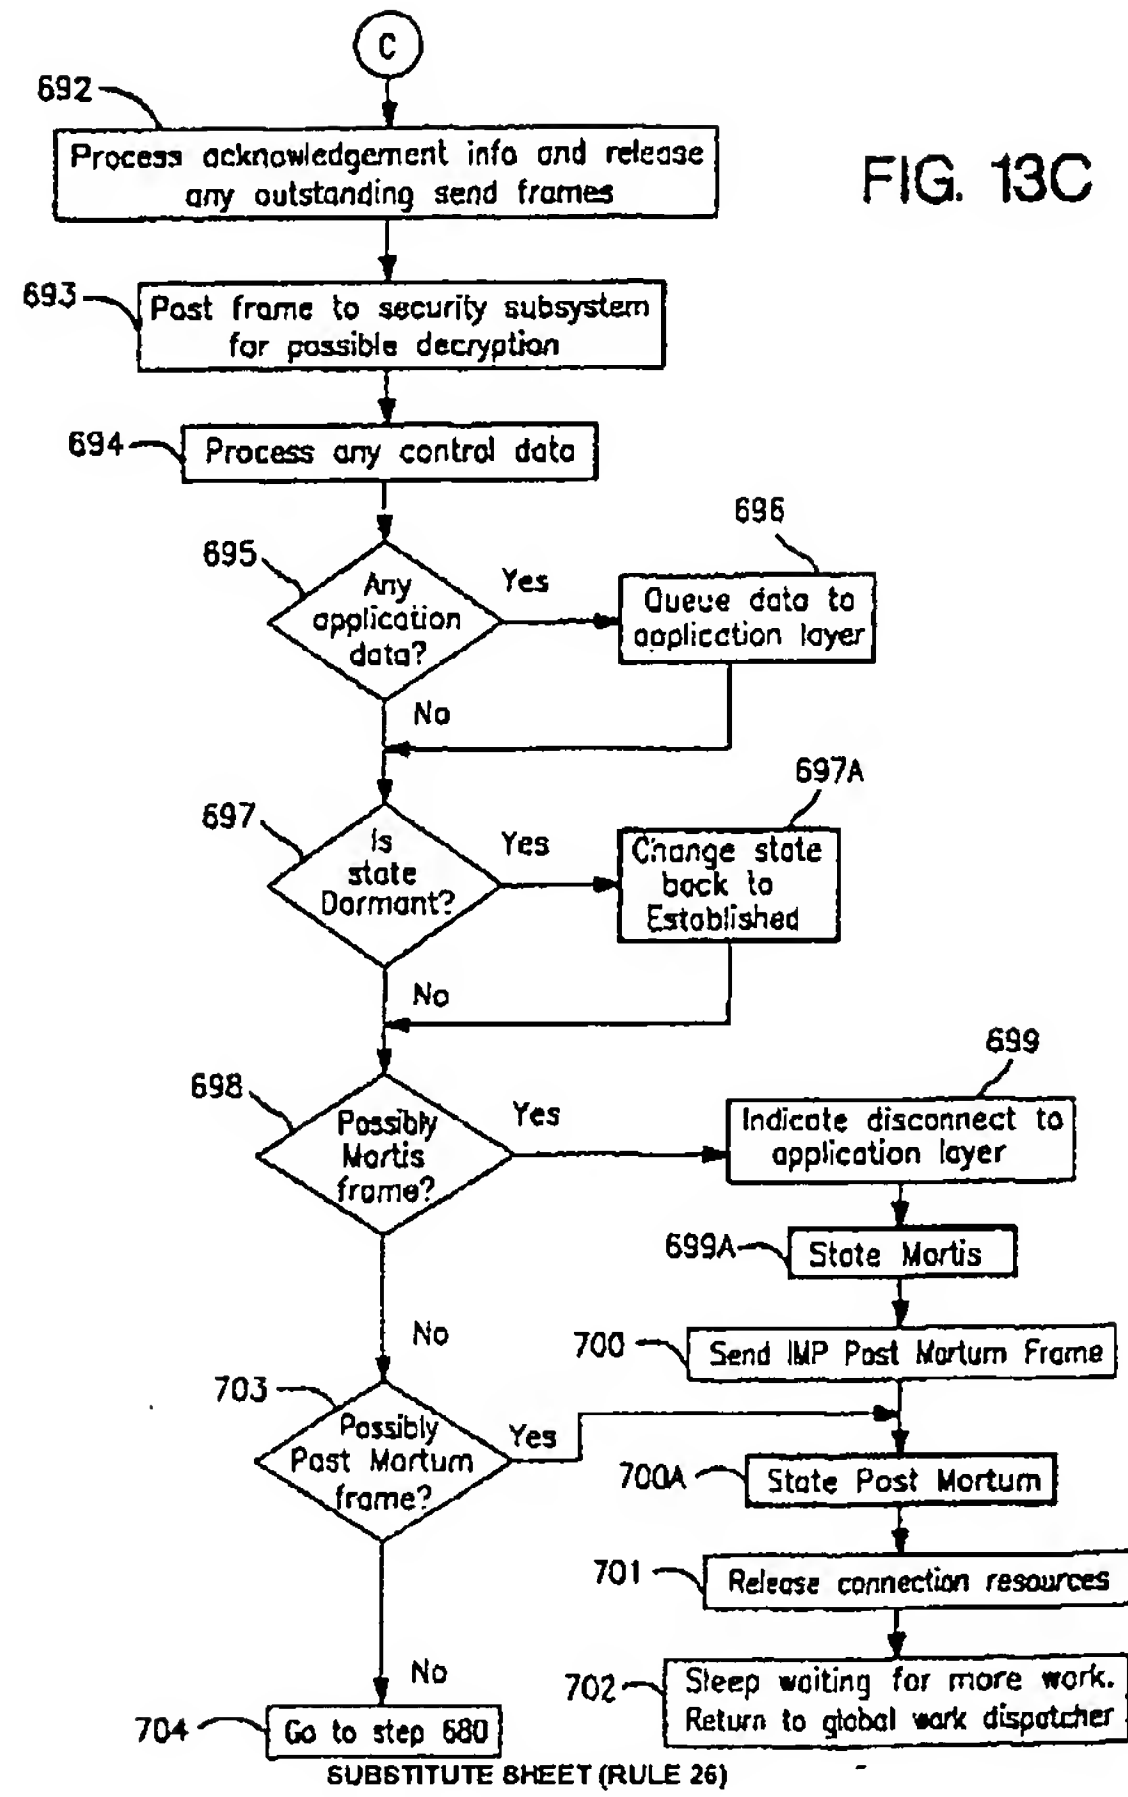 C
692
Process acknowledgement info and release
any outstanding send frames
FIG. 13C
693
Post frame to security subsystem
for possible decryption
694
Process any control data
695
Any
application
data?
Yes
696
Queue data to
application layer
No
697
Is
state
Dormant?
Yes
697A
Change state
back to
Established
No
698
Possibly
Mortis
frame?
Yes
699
Indicate disconnect to
application layer
699A
State Mortis
700
Send IMP Post Mortum Frame
No
703
Possibly
Post Mortum
frame?
Yes
700A
State Post Mortum
701
Release connection resources
702
Sleep waiting for more work.
Return to global work dispatcher
No
704
Go to step 680
SUBSTITUTE SHEET (RULE 26)